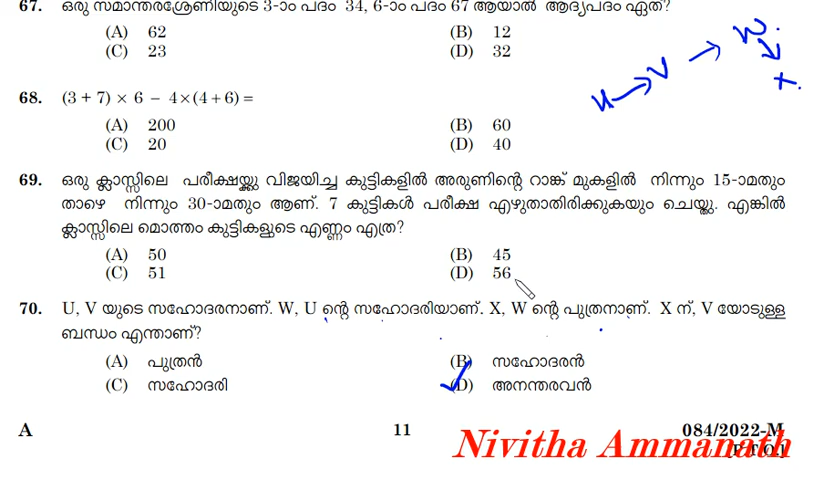 67. ഒരു സമാന്തരശ്രേണിയുടെ 3-ാം പദം 34, 6-ാം പദം 67 ആയാൽ ആദ്യപദം ഏത്?
(A) 62 (B) 12
(C) 23 (D) 32
68. (3 + 7) × 6 – 4×(4+6) =
(A) 200 (B) 60
(C) 20 (D) 40
69. ഒരു ക്ലാസ്സിലെ പരീക്ഷയ്ക്കു വിജയിച്ച കുട്ടികളിൽ അരുണിന്റെ റാങ്ക് മുകളിൽ നിന്നും 15-ാമതും
താഴെ നിന്നും 30-ാമതും ആണ്. 7 കുട്ടികൾ പരീക്ഷ എഴുതാതിരിക്കുകയും ചെയ്തു. എങ്കിൽ
ക്ലാസ്സിലെ മൊത്തം കുട്ടികളുടെ എണ്ണം എത്ര?
(A) 50 (B) 45
(C) 51 (D) 56
70. U, V യുടെ സഹോദരനാണ്. W, U ന്റെ സഹോദരിയാണ്. X, W ന്റെ പുത്രനാണ്. X ന്, V യോടുള്ള
ബന്ധം എന്താണ്?
(A) പുത്രൻ (B) സഹോദരൻ
(C) സഹോദരി (D) അനന്തരവൻ
A 11 084/2022-M
Nivitha Ammanath
[P.T.O.]
U → V → W
X